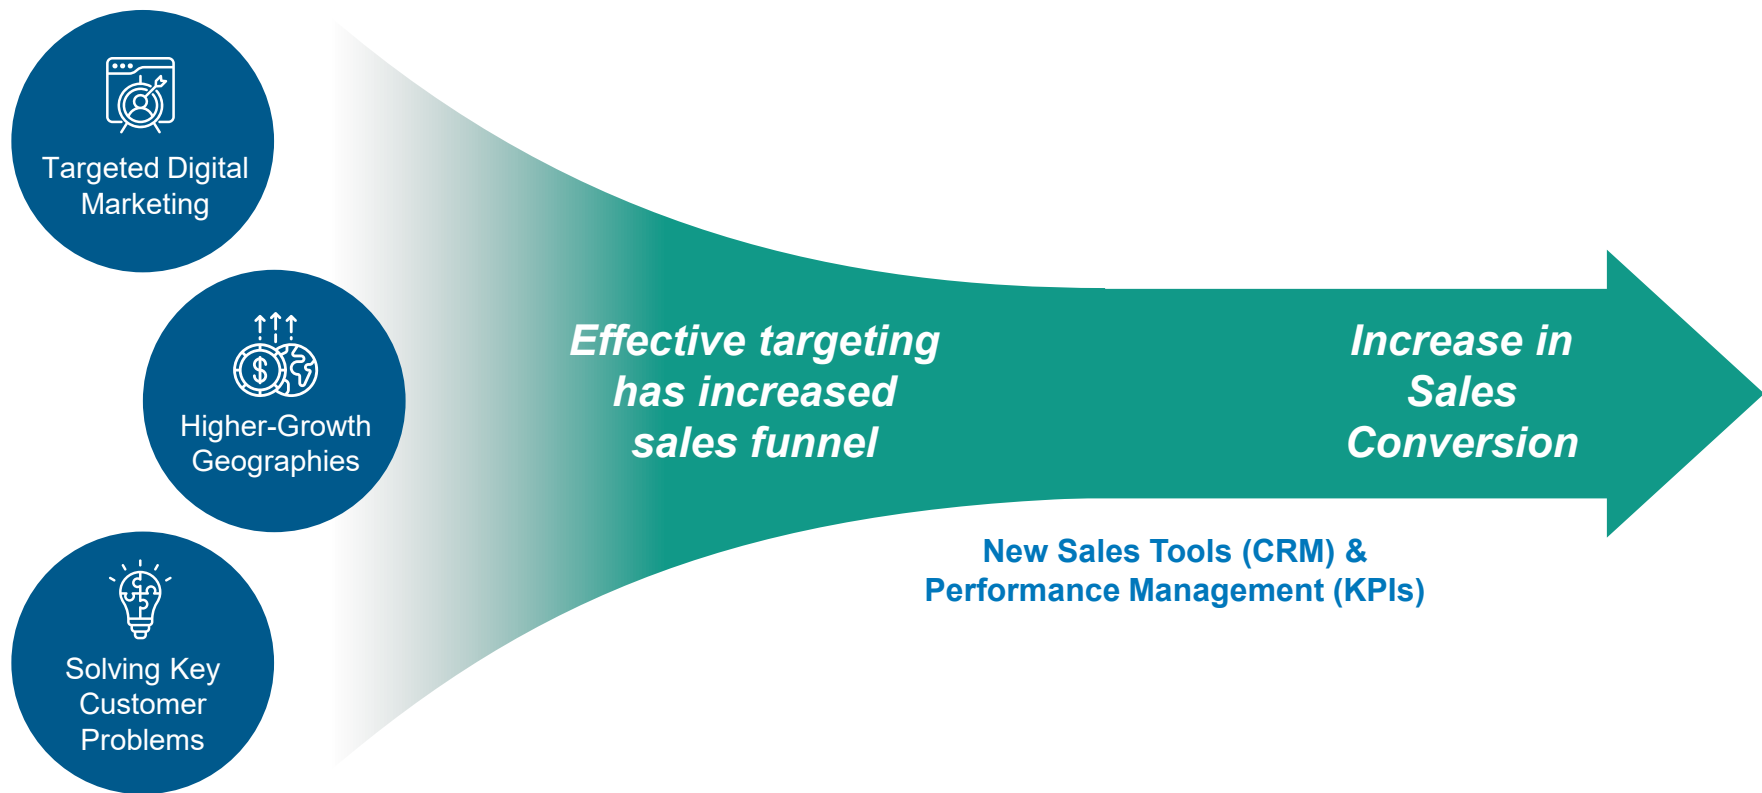 Targeted Digital
Marketing
Higher-Growth
Geographies
Solving Key
Customer
Problems
Effective targeting
has increased
sales funnel
Increase in
Sales
Conversion
New Sales Tools (CRM) &
Performance Management (KPIs)